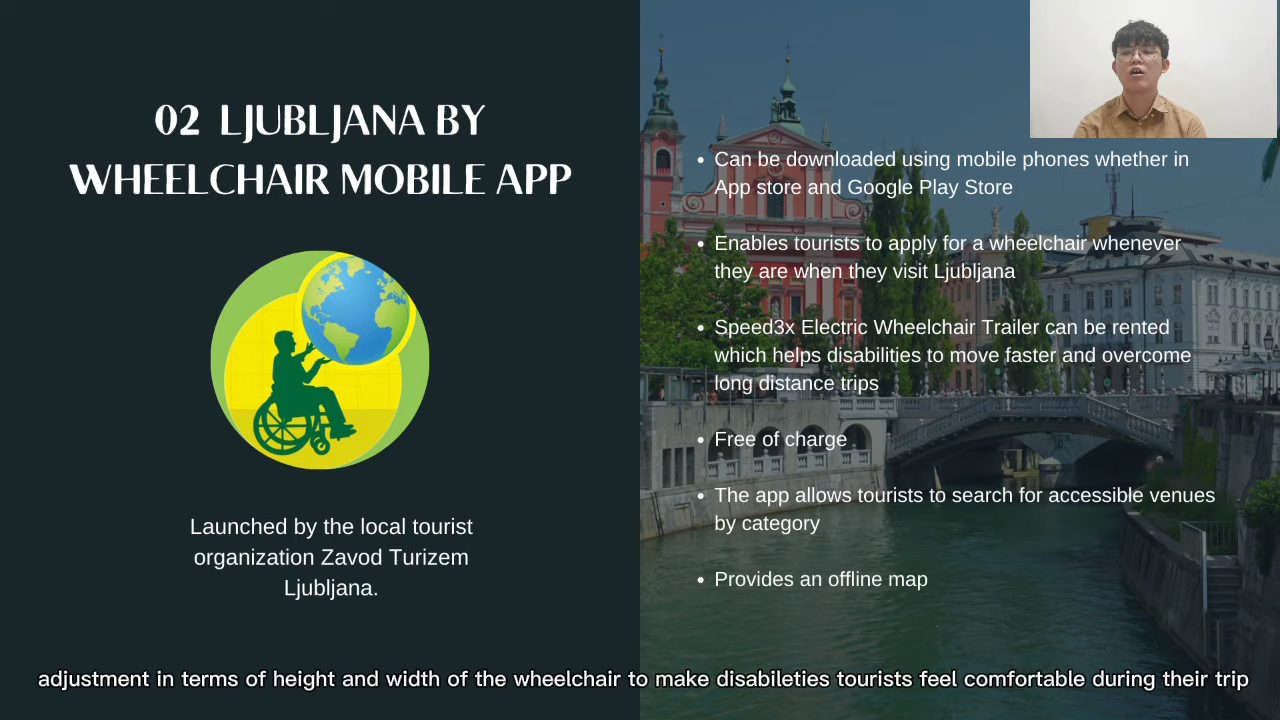 02 LJUBLJANA BY
WHEELCHAIR MOBILE APP
Launched by the local tourist
organization Zavod Turizem
Ljubljana.
• Can be downloaded using mobile phones whether in
App store and Google Play Store
• Enables tourists to apply for a wheelchair whenever
they are when they visit Ljubljana
• Speed3x Electric Wheelchair Trailer can be rented
which helps disabilities to move faster and overcome
long distance trips
• Free of charge
• The app allows tourists to search for accessible venues
by category
• Provides an offline map
adjustment in terms of height and width of the wheelchair to make disabileties tourists feel comfortable during their trip